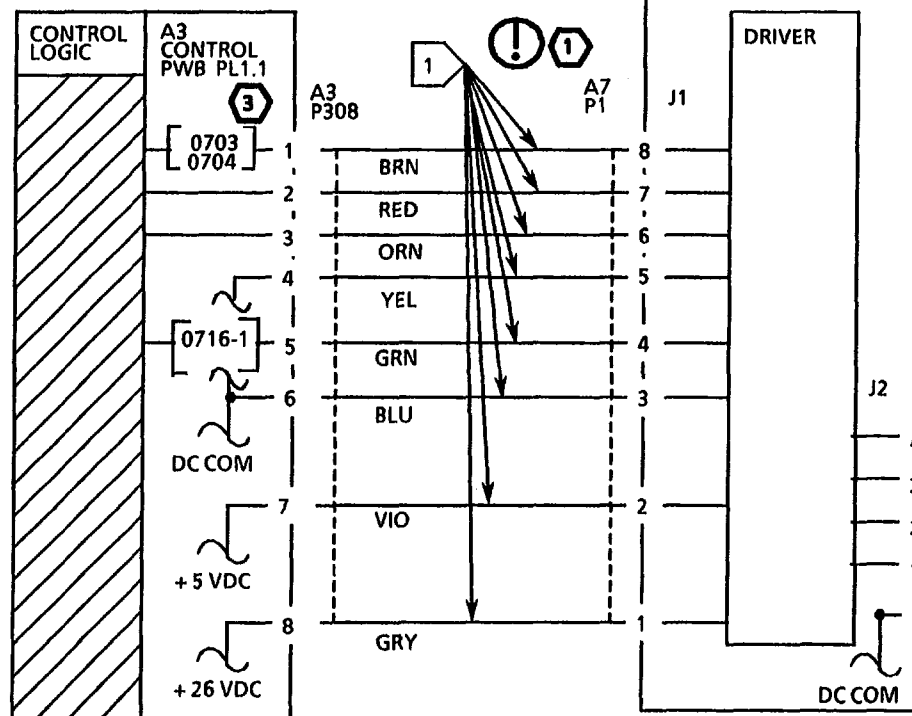 CONTROL
LOGIC
A3
CONTROL
PWB PL1.1
3
A3
P308
1
!
1
A7
P1
J1
DRIVER
0703
0704
1
BRN
8
2
RED
7
3
ORN
6
4
YEL
5
0716-1
5
GRN
4
6
BLU
3
J2
DC COM
7
VIO
2
+ 5 VDC
8
GRY
1
+ 26 VDC
DC COM